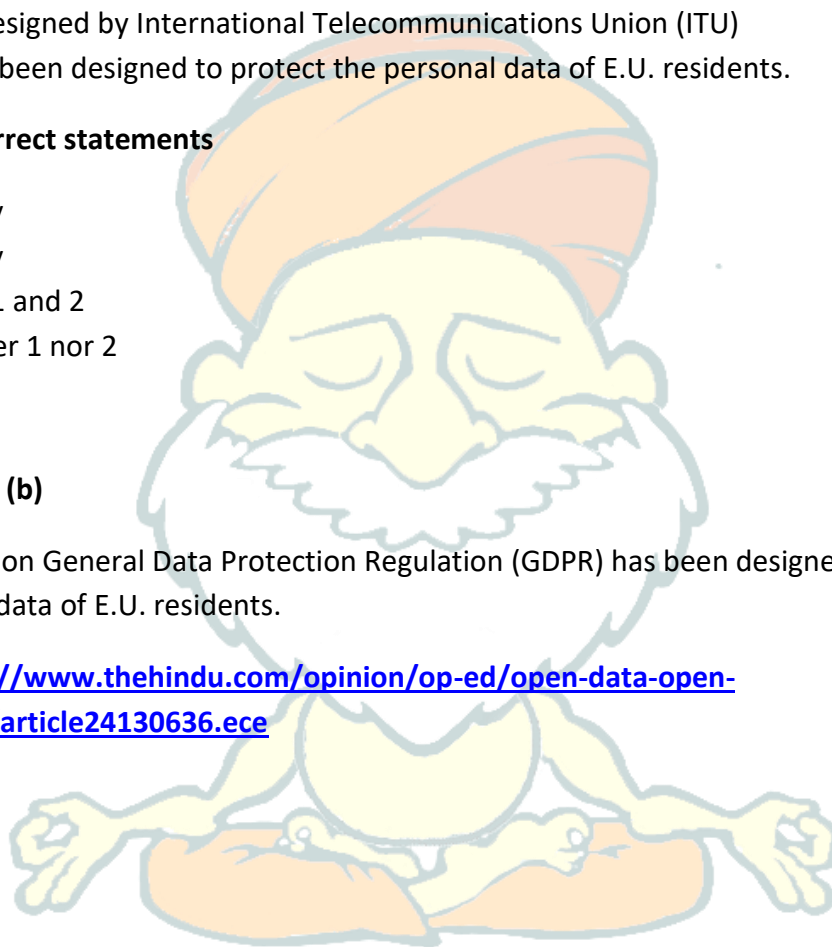 esigned by International Telecommunications Union (ITU)
been designed to protect the personal data of E.U. residents.
rrect statements
y
y
1 and 2
er 1 nor 2
(b)
on General Data Protection Regulation (GDPR) has been designe
data of E.U. residents.
//www.thehindu.com/opinion/op-ed/open-data-open-
article24130636.ece